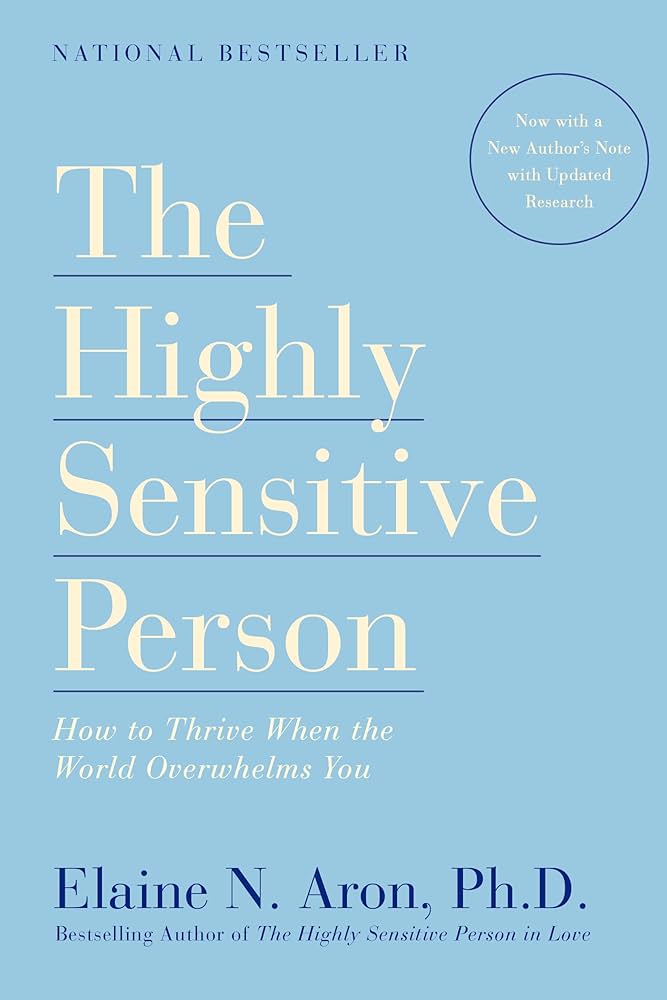 NATIONAL BESTSELLER
Now with a
New Author's Note
with Updated
Research
The
Highly
Sensitive
Person
How to Thrive When the
World Overwhelms You
Elaine N. Aron, Ph.D.
Bestselling Author of The Highly Sensitive Person in Love